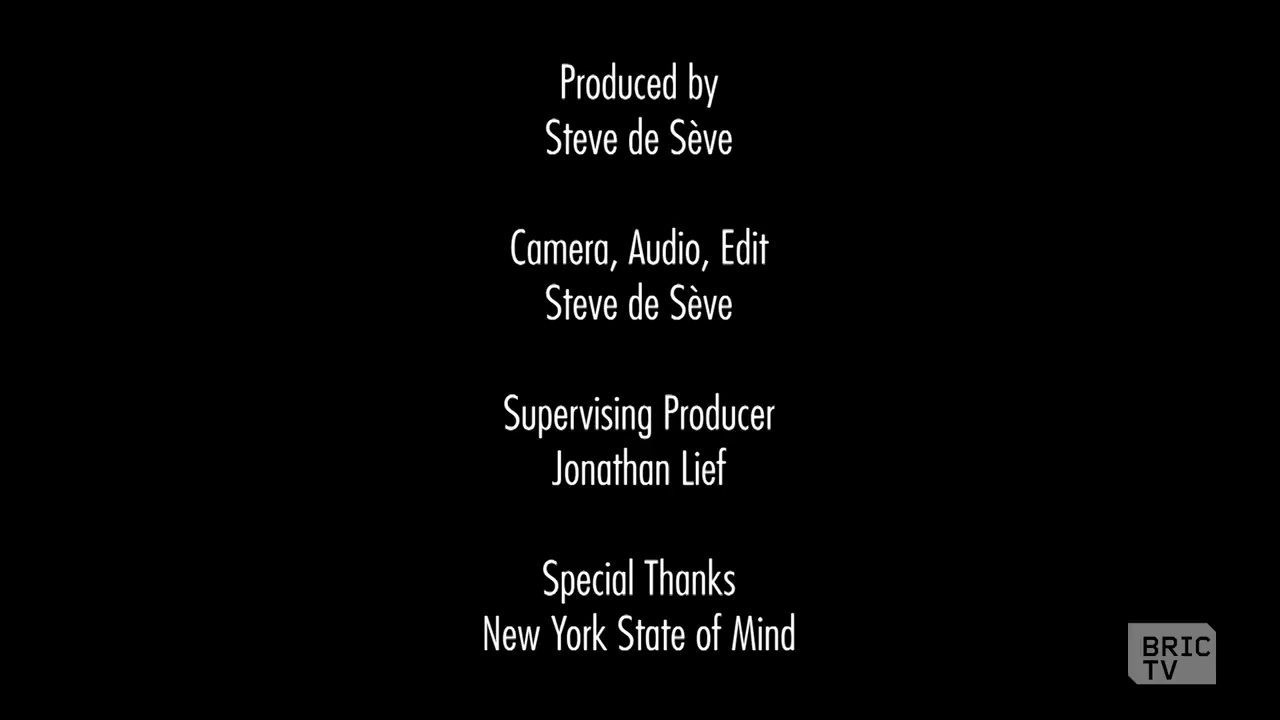 Produced by
Steve de Sève
Camera, Audio, Edit
Steve de Sève
Supervising Producer
Jonathan Lief
Special Thanks
New York State of Mind
BRIC
TV